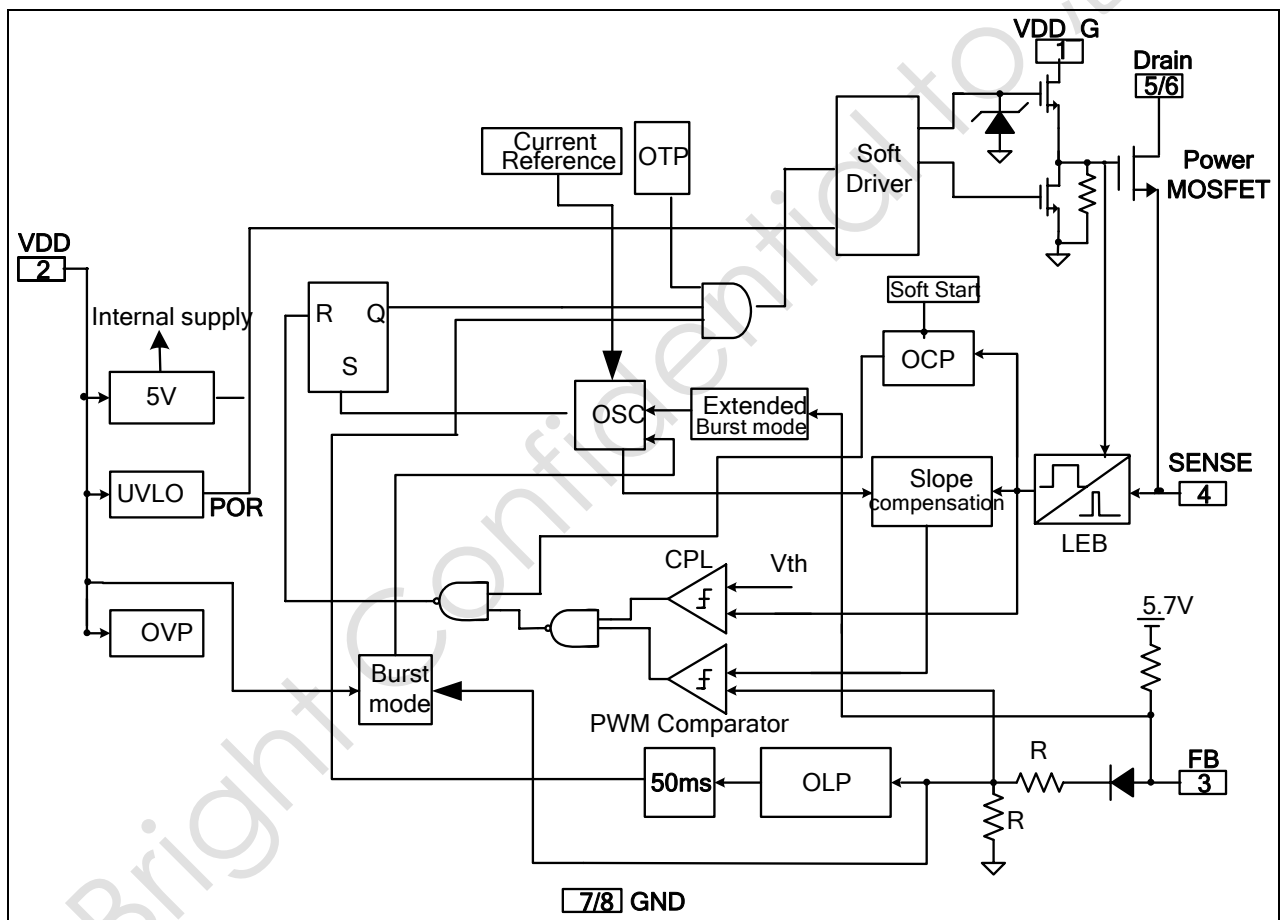 VDD G
1
Drain
5/6
Current
Reference
OTP
Soft
Driver
Power
MOSFET
VDD
2
Soft Start
R
Q
S
Internal supply
OCP
5V
OSC
Extended
Burst mode
UVLO
POR
Slope
compensation
SENSE
4
LEB
CPL
Vth
5.7V
OVP
Burst
mode
PWM Comparator
50ms
OLP
R
FB
3
R
7/8 GND
Bright Confidential to